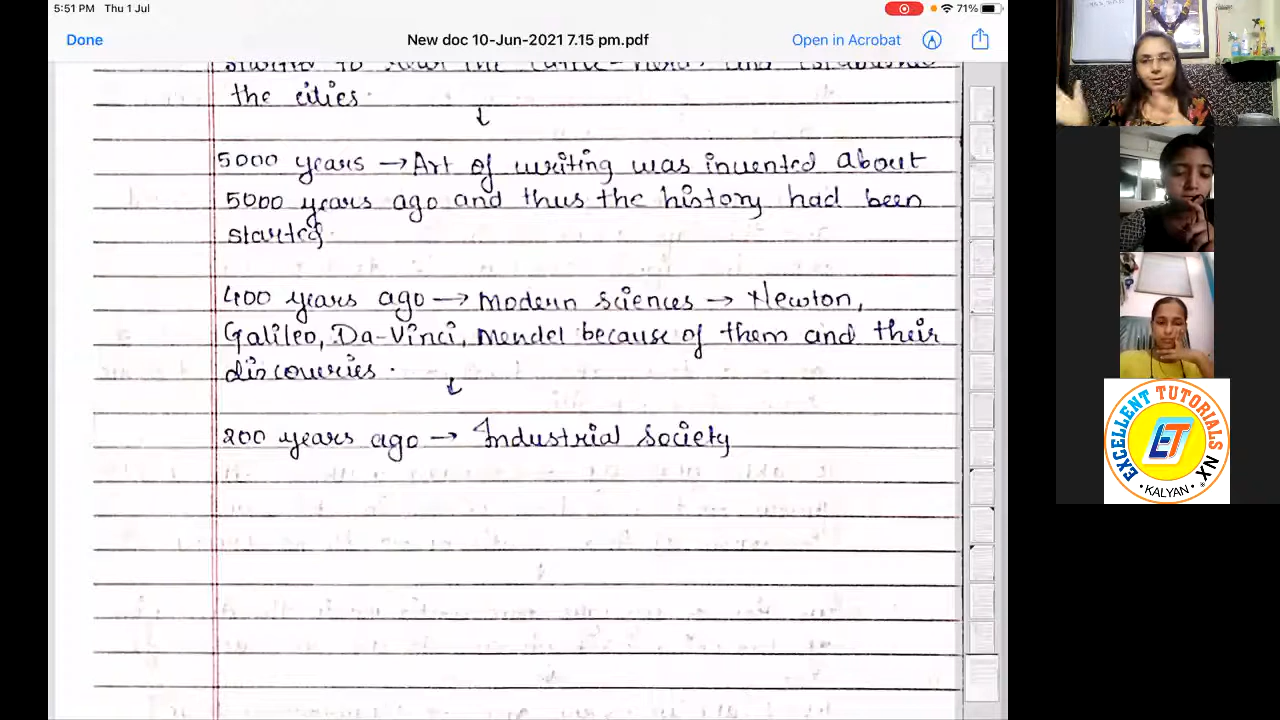 5:51 PM Thu 1 Jul
71%
Done
New doc 10-Jun-2021 7.15 pm.pdf
Open in Acrobat
the cities.
↓
5000 years → Art of writing was invented about
5000 years ago and thus the history had been
started.
400 years ago → modern sciences → Newton,
Galileo, Da-Vinci, mendel because of them and their
discoveries.
↓
200 years ago → Industrial society
EXCELLENT TUTORIALS NX
ET
KALYAN